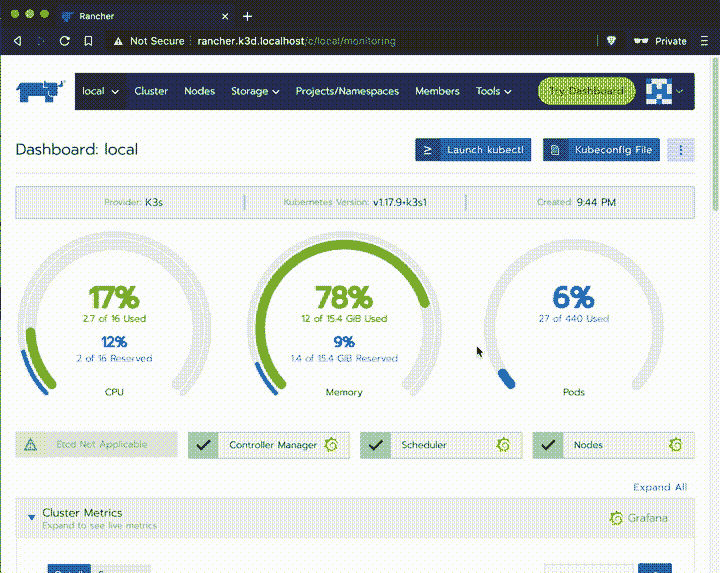 Rancher
Not Secure rancher.k3d.localhost/c/local/monitoring Private
local Cluster Nodes Storage Projects/Namespaces Members Tools Try Dashboard
Dashboard: local Launch kubectl Kubeconfig File
Provider: K3s Kubernetes Version: v1.17.9+k3s1 Created: 9:44 PM
17% 78% 6%
2.7 of 16 Used 12 of 15.4 GiB Used 27 of 440 Used
12% 9%
2 of 16 Reserved 1.4 of 15.4 GiB Reserved
CPU Memory Pods
Etcd Not Applicable Controller Manager Scheduler Nodes
Expand All
Cluster Metrics
Expand to see live metrics Grafana